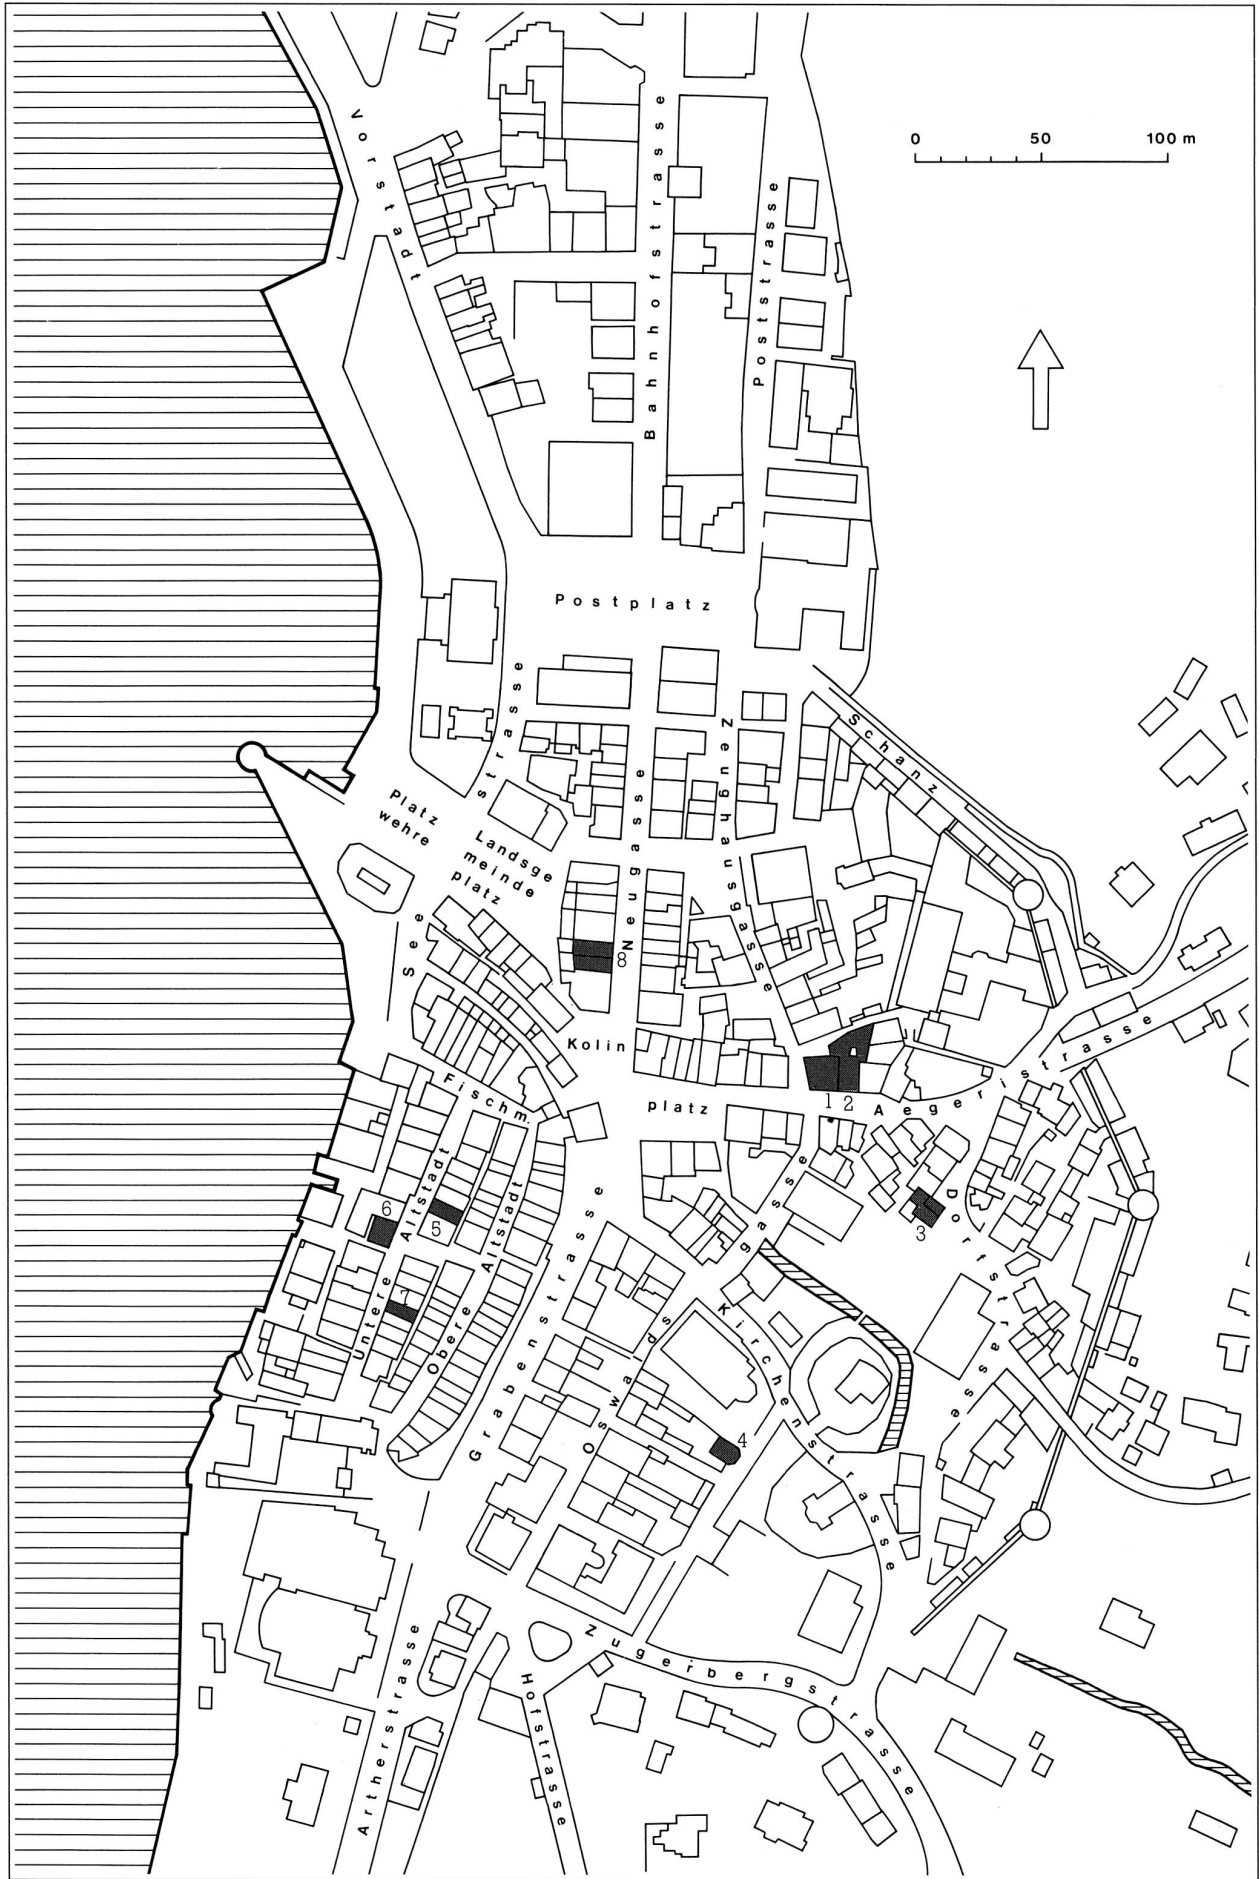 0 50 100 m
Vorstadt
Bahnhofstrasse
Poststrasse
Postplatz
strasse
Schanz
Zeughausgasse
Neugasse
Platz
wehre
Landsge
meinde
platz
See
8
Kolin
platz
Fischm.
1 2
Aegeristrasse
Altstadt
Altstadt
6
5
gasse
3
Dorfstrasse
7
Untere
Obere
Grabenstrasse
Oswalds
Kirchenstrasse
4
Zugerbergstrasse
Hofstrasse
Artherstrasse